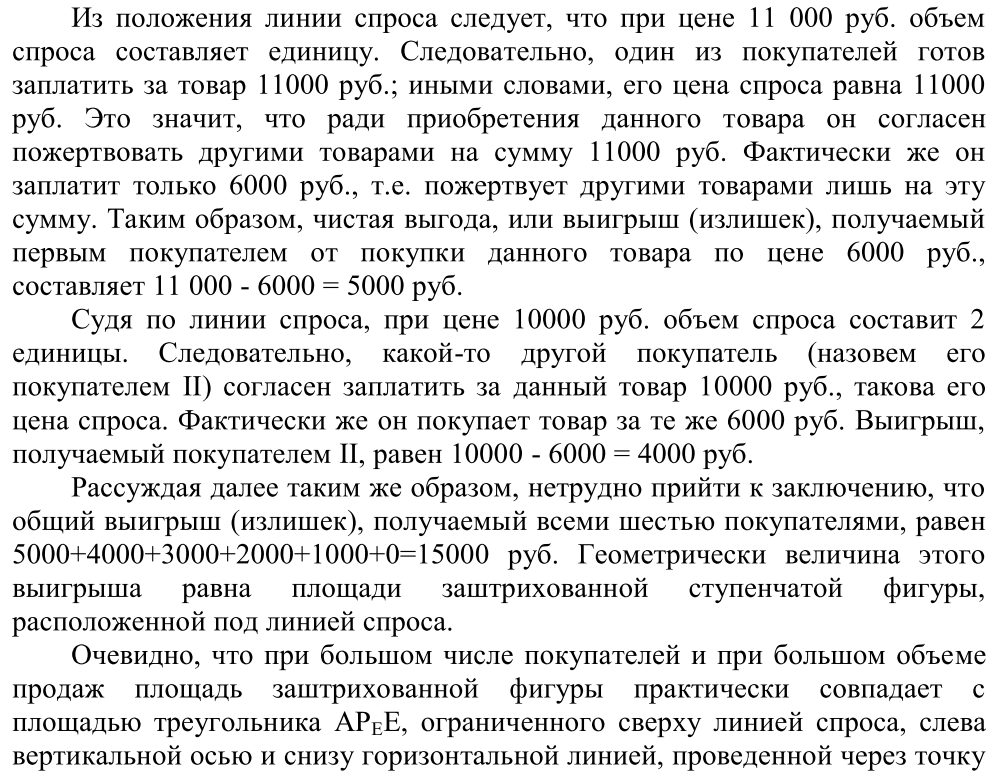 Из положения линии спроса следует, что при цене 11 000 руб. объем
спроса составляет единицу. Следовательно, один из покупателей готов
заплатить за товар 11000 руб.; иными словами, его цена спроса равна 11000
руб. Это значит, что ради приобретения данного товара он согласен
пожертвовать другими товарами на сумму 11000 руб. Фактически же он
заплатит только 6000 руб., т.е. пожертвует другими товарами лишь на эту
сумму. Таким образом, чистая выгода, или выигрыш (излишек), получаемый
первым покупателем от покупки данного товара по цене 6000 руб.,
составляет 11 000 - 6000 = 5000 руб.
Судя по линии спроса, при цене 10000 руб. объем спроса составит 2
единицы. Следовательно, какой-то другой покупатель (назовем его
покупателем II) согласен заплатить за данный товар 10000 руб., такова его
цена спроса. Фактически же он покупает товар за те же 6000 руб. Выигрыш,
получаемый покупателем II, равен 10000 - 6000 = 4000 руб.
Рассуждая далее таким же образом, нетрудно прийти к заключению, что
общий выигрыш (излишек), получаемый всеми шестью покупателями, равен
5000+4000+3000+2000+1000+0=15000 руб. Геометрически величина этого
выигрыша равна площади заштрихованной ступенчатой фигуры,
расположенной под линией спроса.
Очевидно, что при большом числе покупателей и при большом объеме
продаж площадь заштрихованной фигуры практически совпадает с
площадью треугольника AP<sub>E</sub>E, ограниченного сверху линией спроса, слева
вертикальной осью и снизу горизонтальной линией, проведенной через точку